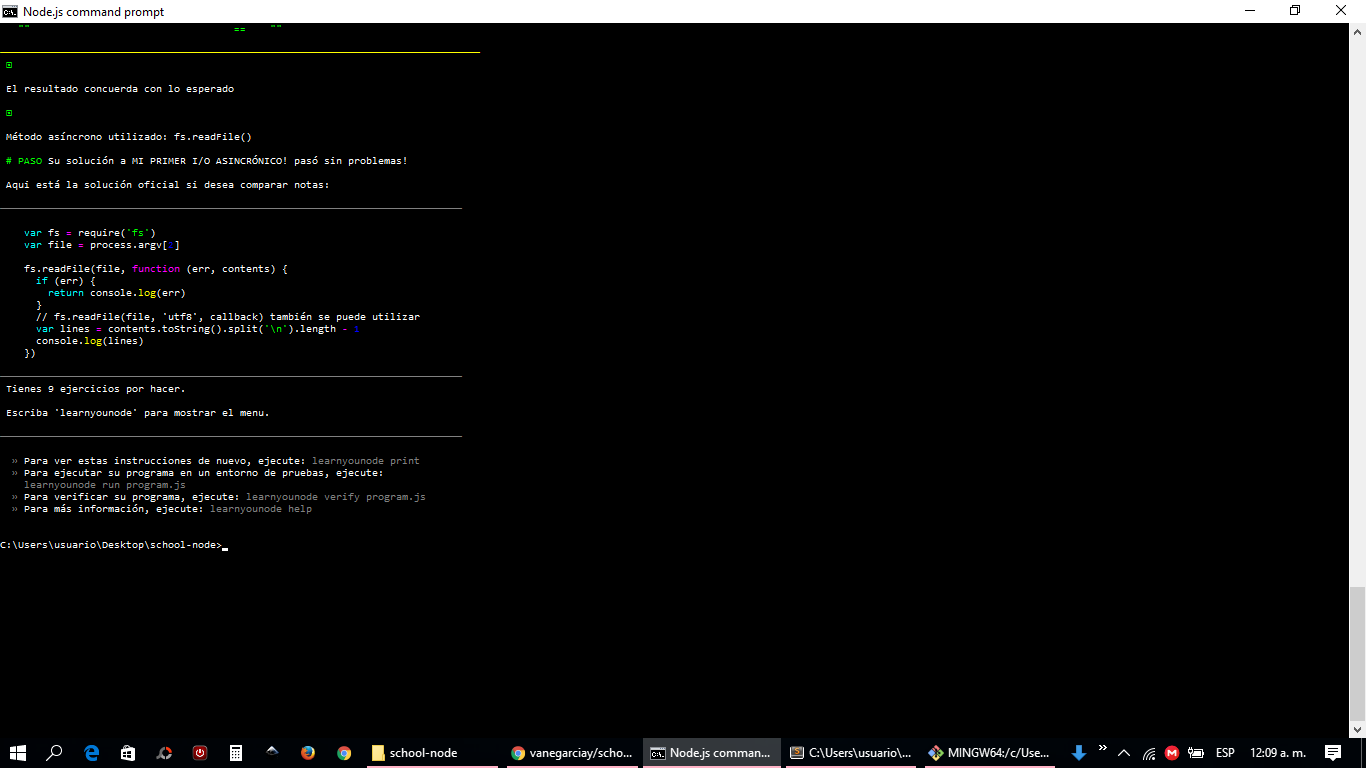 Node.js command prompt
""                    ==    ""
El resultado concuerda con lo esperado
Método asíncrono utilizado: fs.readFile()
# PASO Su solución a MI PRIMER I/O ASINCRÓNICO! pasó sin problemas!
Aqui está la solución oficial si desea comparar notas:
var fs = require('fs')
var file = process.argv[ ]
fs.readFile(file, function (err, contents) {
if (err) {
return console.log(err)
}
// fs.readFile(file, 'utf8', callback) también se puede utilizar
var lines = contents.toString().split('\n').length - 1
console.log(lines)
})
Tienes 9 ejercicios por hacer.
Escriba 'learnyounode' para mostrar el menu.
» Para ver estas instrucciones de nuevo, ejecute: learnyounode print
» Para ejecutar su programa en un entorno de pruebas, ejecute:
learnyounode run program.js
» Para verificar su programa, ejecute: learnyounode verify program.js
» Para más información, ejecute: learnyounode help
C:\Users\usuario\Desktop\school-node>
school-node
vanegarciay/scho...
Node.js comman...
C:\Users\usuario\...
MINGW64:/c/Use...
ESP
12:09 a. m.